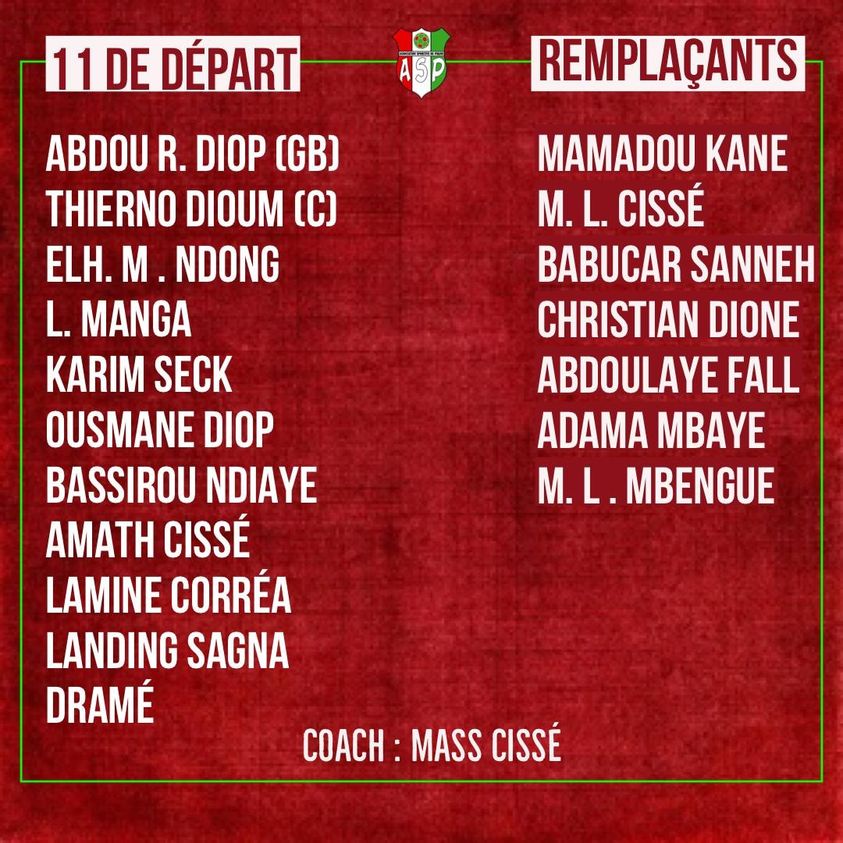 11 DE DÉPART
ASP
REMPLAÇANTS
ABDOU R. DIOP (GB)
THIERNO DIOUM (C)
ELH. M . NDONG
L. MANGA
KARIM SECK
OUSMANE DIOP
BASSIROU NDIAYE
AMATH CISSÉ
LAMINE CORRÉA
LANDING SAGNA
DRAMÉ
MAMADOU KANE
M. L. CISSÉ
BABUCAR SANNEH
CHRISTIAN DIONE
ABDOULAYE FALL
ADAMA MBAYE
M. L . MBENGUE
COACH : MASS CISSÉ